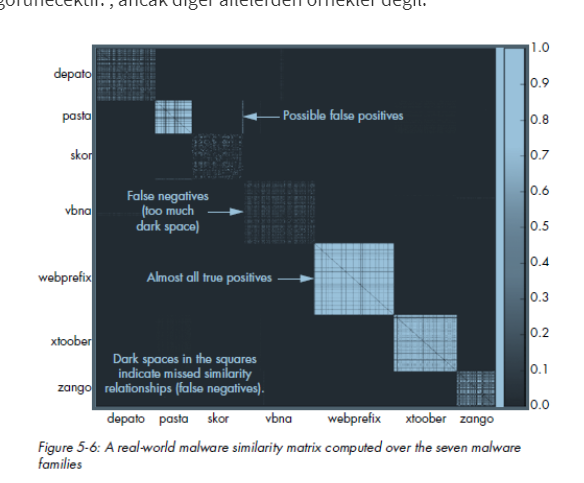 görünecektir. , ancak diğer ailelerden örnekler değil.
1.0
depato
0.9
pasta
Possible false positives
0.8
skor
0.7
False negatives
(too much
dark space)
0.6
vbna
0.5
webprefix
Almost all true positives
0.4
0.3
xtoober
0.2
Dark spaces in the squares
indicate missed similarity
relationships (false negatives).
0.1
zango
0.0
depato pasta skor vbna webprefix xtoober zango
Figure 5-6: A real-world malware similarity matrix computed over the seven malware
families